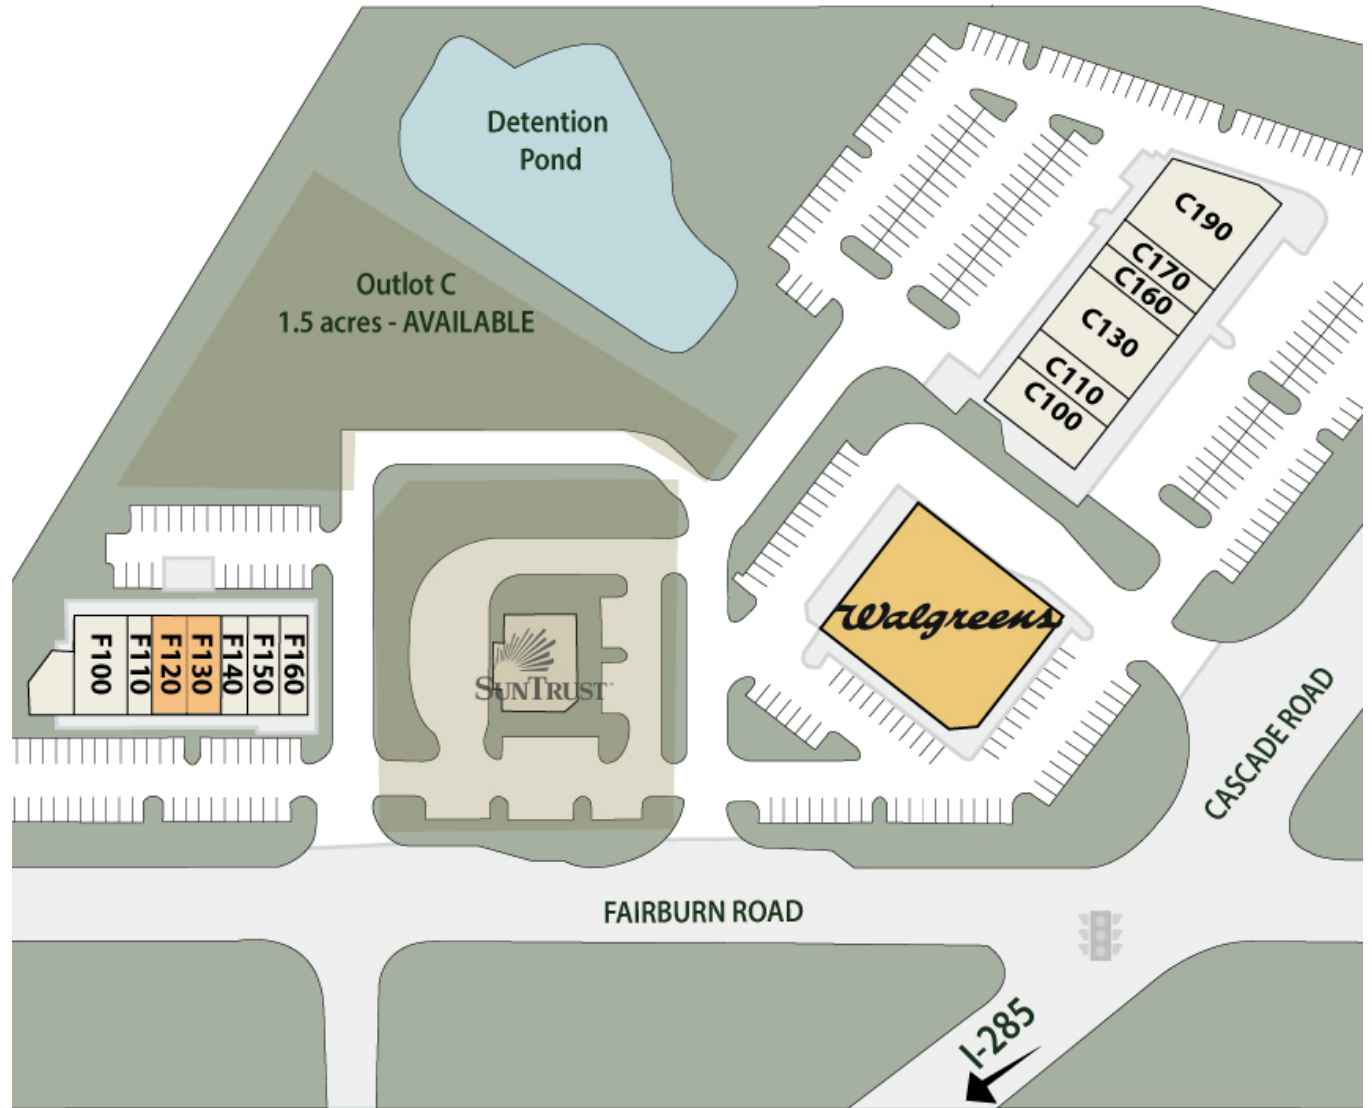 Detention
Pond
Outlot C
1.5 acres - AVAILABLE
C190
C170
C160
C130
C110
C100
Walgreens
F100
F110
F120
F130
F140
F150
F160
SUNTRUST
CASCADE ROAD
FAIRBURN ROAD
I-285